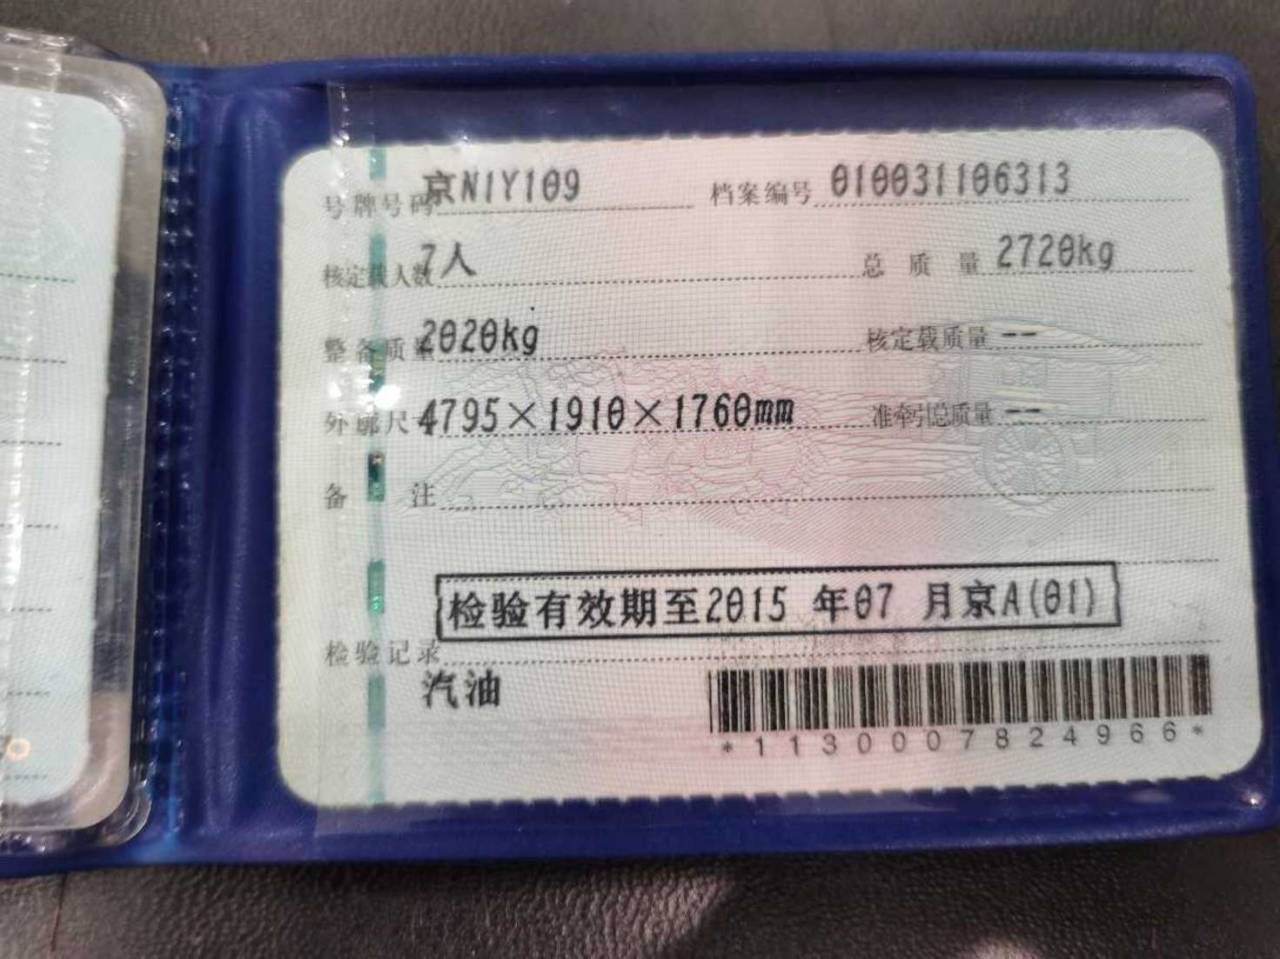 号牌号码 京N1Y109 档案编号 010031106313
核定载人数 7人 总质量 2720kg
整备质量 2020kg 核定载质量 --
外廓尺寸 4795×1910×1760mm 准牵引总质量 --
备注
检验有效期至2015 年07 月京A(01)
检验记录
汽油
*1130007824966*